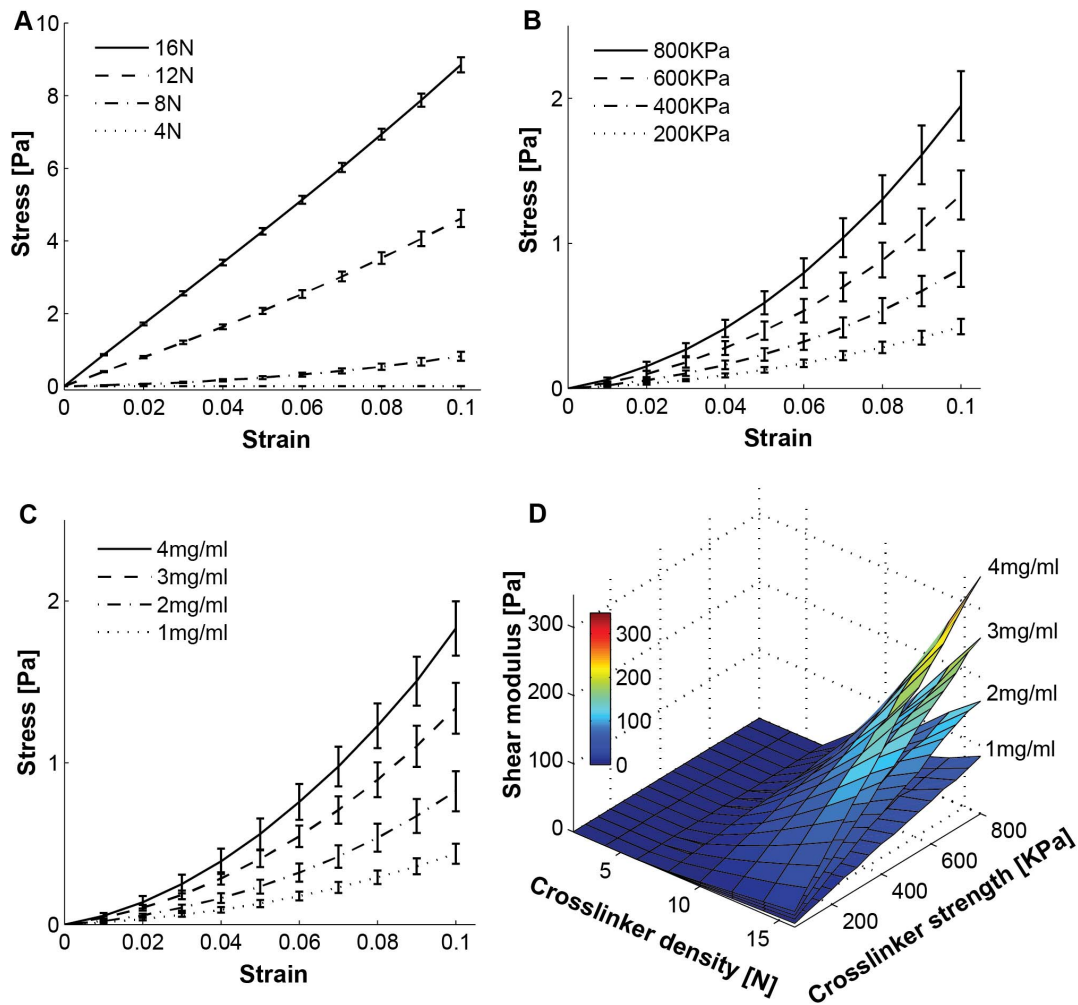 A
10
8
6
4
2
0
Stress [Pa]
16N
12N
8N
4N
0
0.02
0.04
0.06
0.08
0.1
Strain
B
2
1
0
Stress [Pa]
800KPa
600KPa
400KPa
200KPa
0
0.02
0.04
0.06
0.08
0.1
Strain
C
2
1
0
Stress [Pa]
4mg/ml
3mg/ml
2mg/ml
1mg/ml
0
0.02
0.04
0.06
0.08
0.1
Strain
D
Shear modulus [Pa]
300
200
100
0
300
200
100
0
4mg/ml
3mg/ml
2mg/ml
1mg/ml
5
10
15
Crosslinker density [N]
200
400
600
800
Crosslinker strength [KPa]